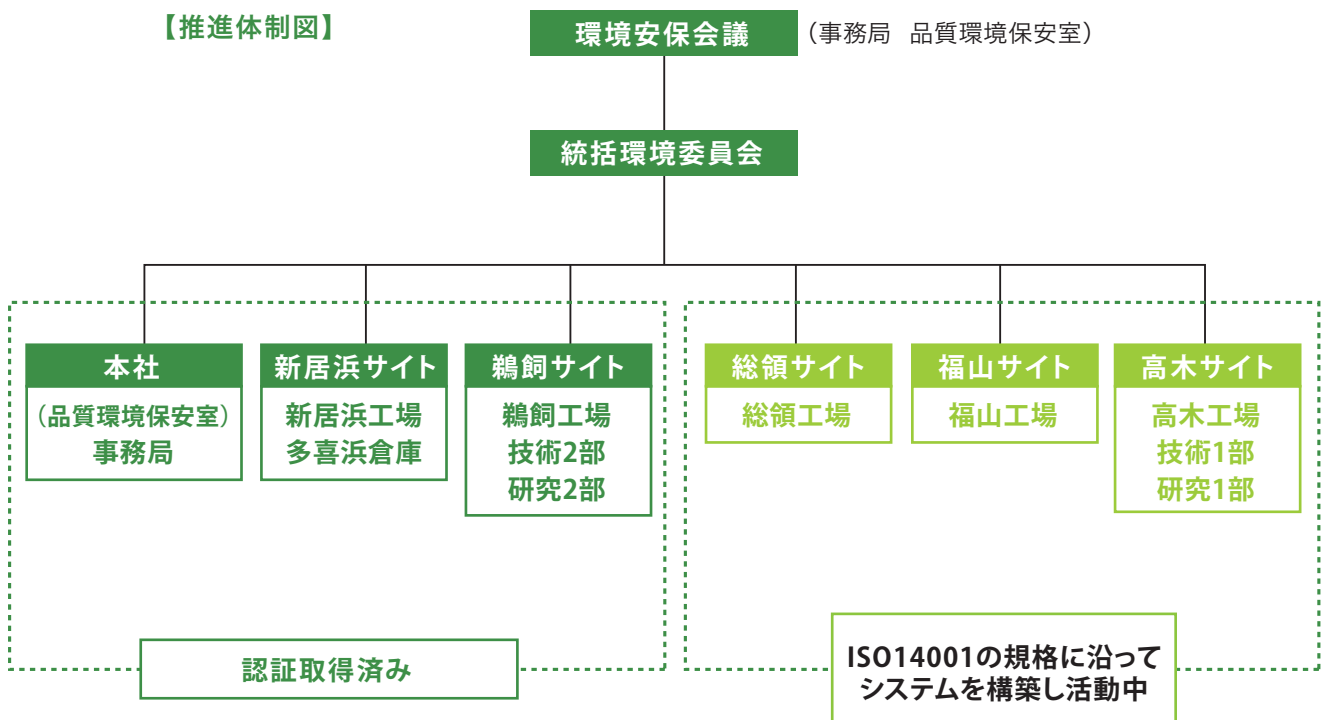 【推進体制図】
環境安保会議 （事務局 品質環境保安室）
統括環境委員会
本社
（品質環境保安室）
事務局
新居浜サイト
新居浜工場
多喜浜倉庫
鵜飼サイト
鵜飼工場
技術2部
研究2部
総領サイト
総領工場
福山サイト
福山工場
高木サイト
高木工場
技術1部
研究1部
認証取得済み
ISO14001の規格に沿って
システムを構築し活動中